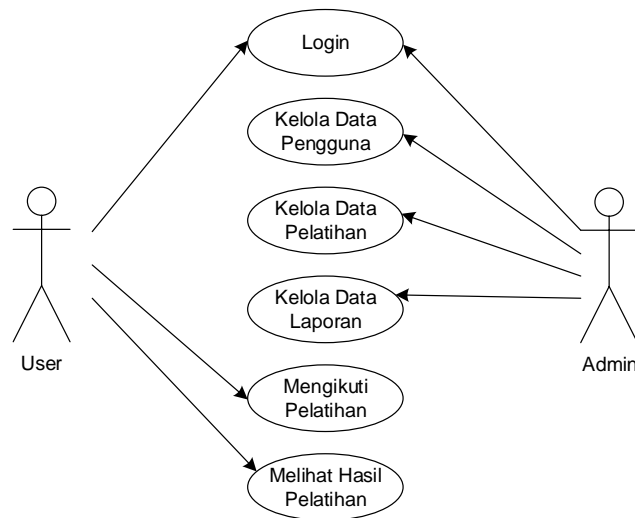 Login
Kelola Data
Pengguna
Kelola Data
Pelatihan
Kelola Data
Laporan
User
Admin
Mengikuti
Pelatihan
Melihat Hasil
Pelatihan